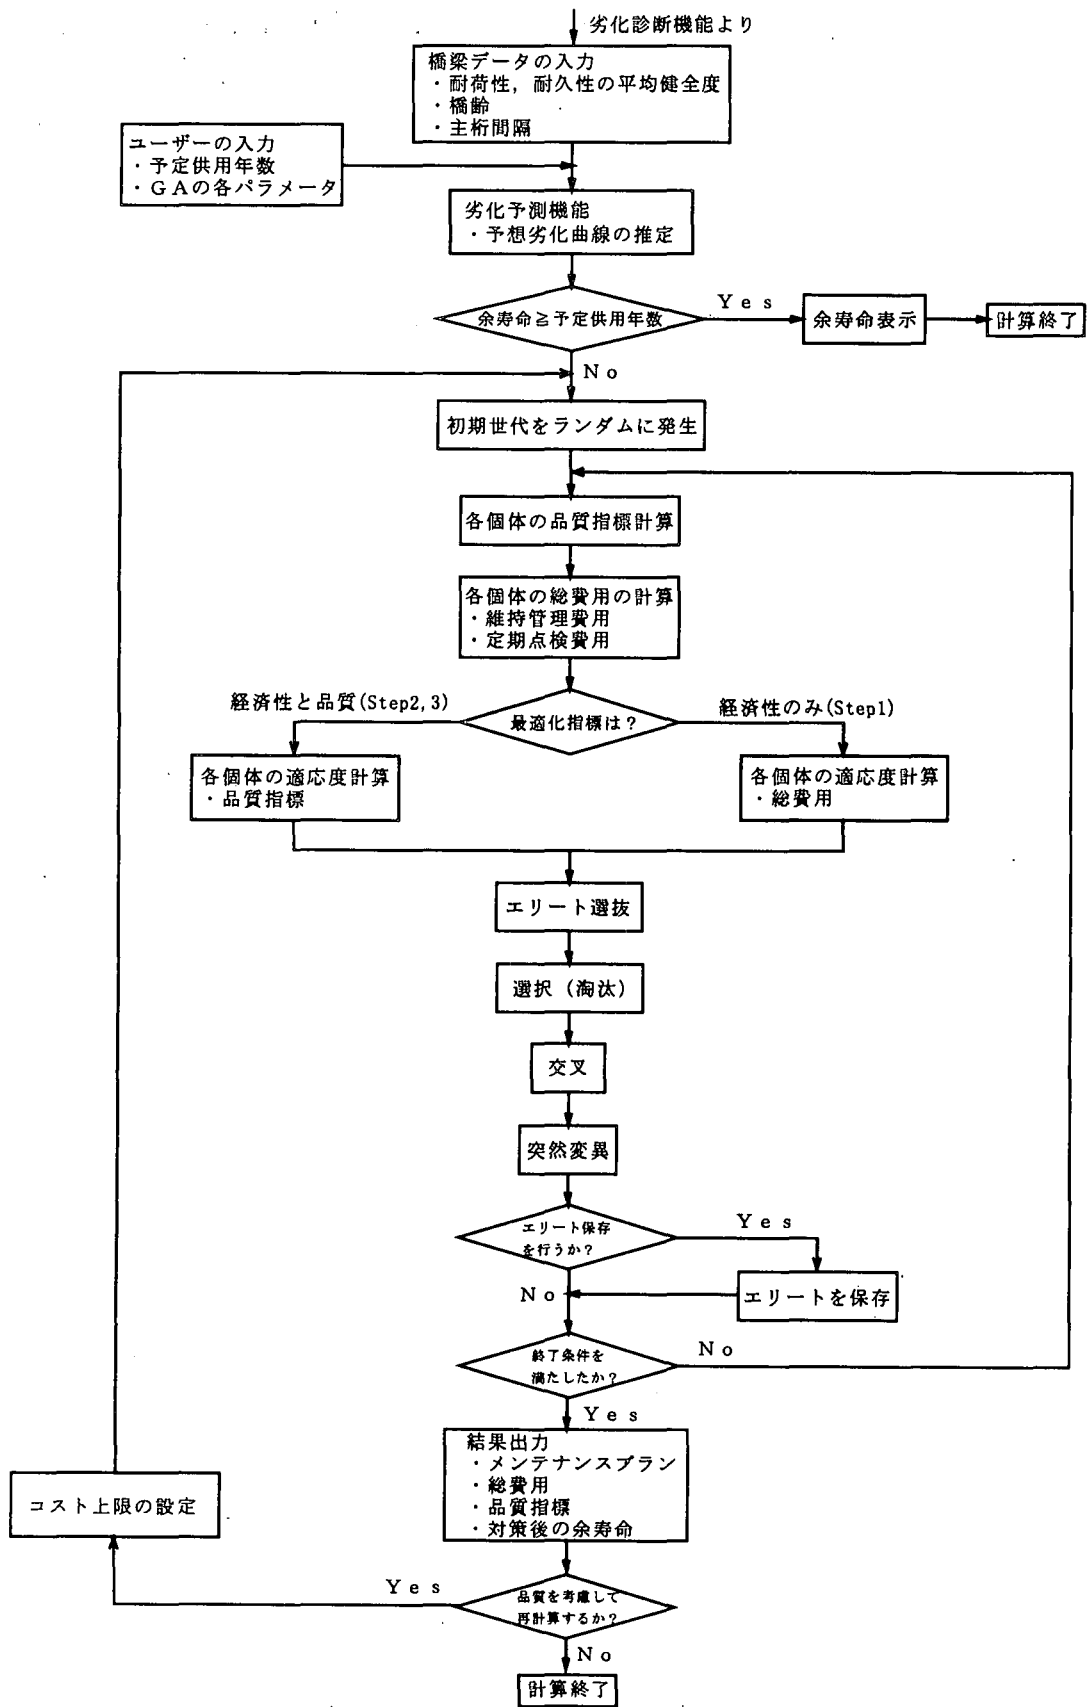 劣化診断機能より
橋梁データの入力
・耐荷性，耐久性の平均健全度
・橋齢
・主桁間隔
ユーザーの入力
・予定供用年数
・ＧＡの各パラメータ
劣化予測機能
・予想劣化曲線の推定
余寿命≧予定供用年数
Yes
余寿命表示
計算終了
No
初期世代をランダムに発生
各個体の品質指標計算
各個体の総費用の計算
・維持管理費用
・定期点検費用
経済性と品質(Step2,3)
最適化指標は？
経済性のみ(Step1)
各個体の適応度計算
・品質指標
各個体の適応度計算
・総費用
エリート選抜
選択（淘汰）
交叉
突然変異
エリート保存
を行うか？
Yes
No
エリートを保存
終了条件を
満たしたか？
No
Yes
結果出力
・メンテナンスプラン
・総費用
・品質指標
・対策後の余寿命
コスト上限の設定
Yes
品質を考慮して
再計算するか？
No
計算終了